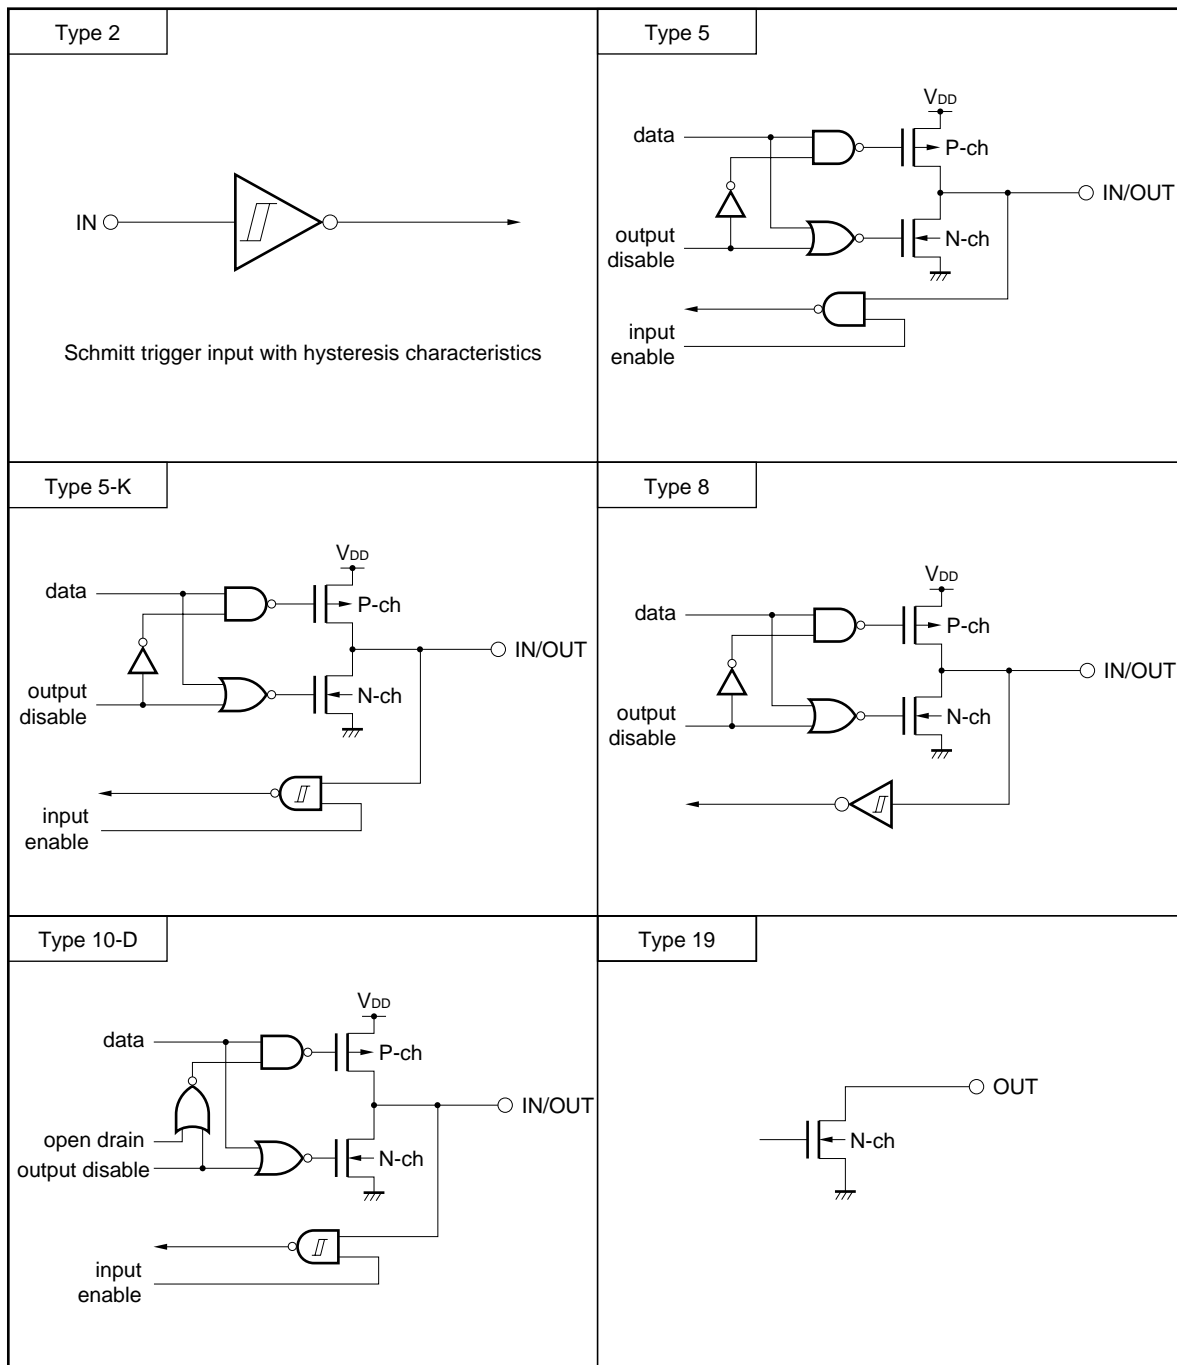 Type 2
IN
Schmitt trigger input with hysteresis characteristics
Type 5
VDD
data
P-ch
IN/OUT
output
disable
N-ch
input
enable
Type 5-K
VDD
data
P-ch
IN/OUT
output
disable
N-ch
input
enable
Type 8
VDD
data
P-ch
IN/OUT
output
disable
N-ch
Type 10-D
VDD
data
P-ch
IN/OUT
open drain
output disable
N-ch
input
enable
Type 19
OUT
N-ch